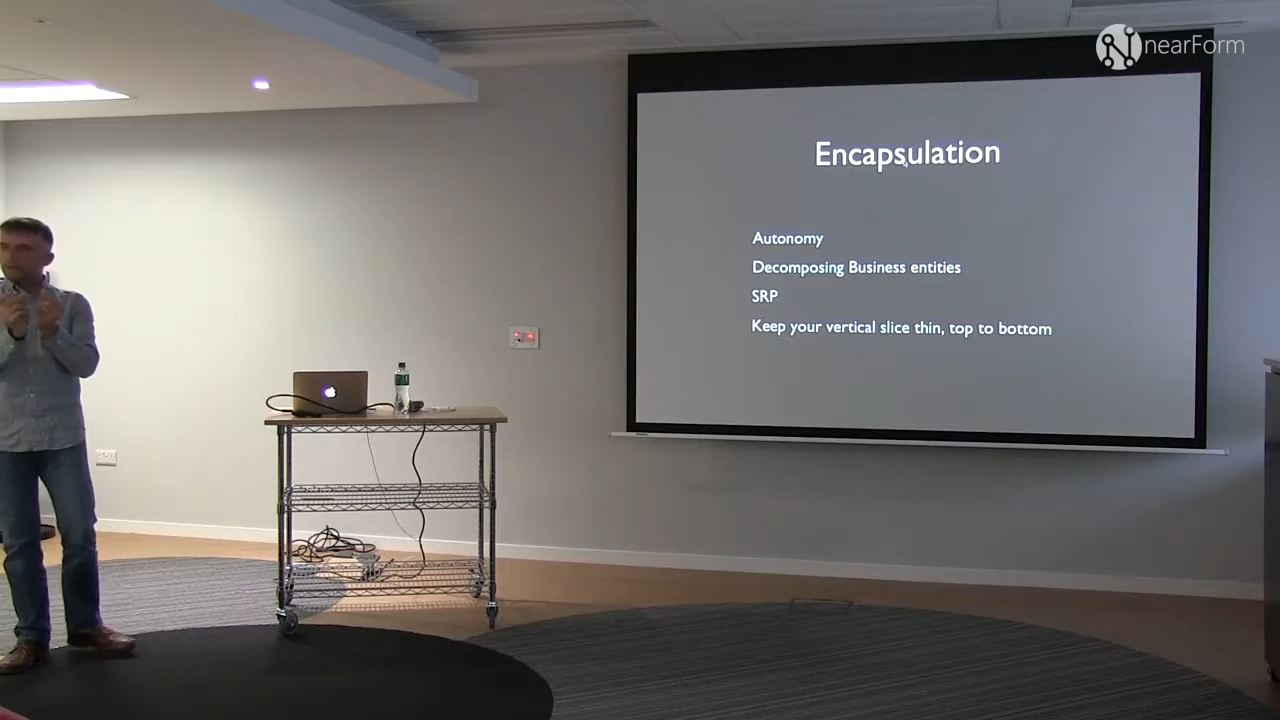 nearForm
Encapsulation
Autonomy
Decomposing Business entities
SRP
Keep your vertical slice thin, top to bottom